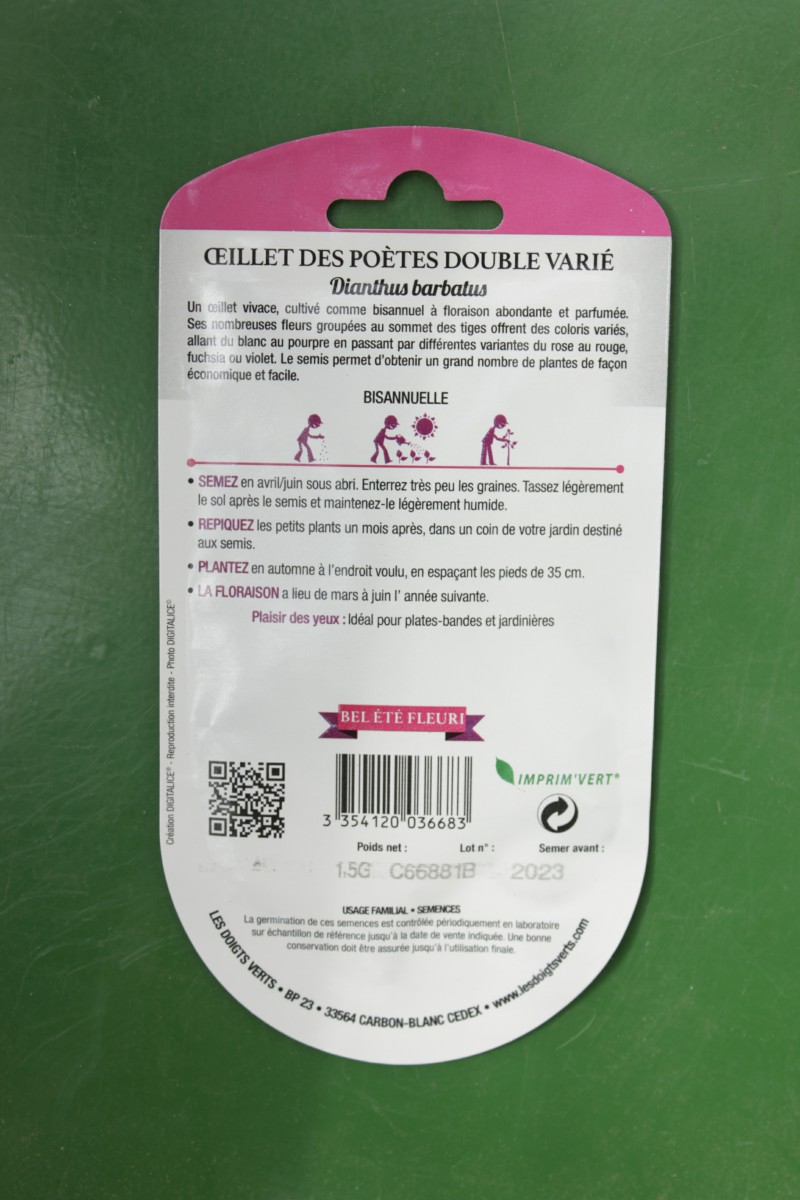 ŒILLET DES POÈTES DOUBLE VARIÉ
Dianthus barbatus
Un œillet vivace, cultivé comme bisannuel à floraison abondante et parfumée.
Ses nombreuses fleurs groupées au sommet des tiges offrent des coloris variés,
allant du blanc au pourpre en passant par différentes variantes du rose au rouge,
fuchsia ou violet. Le semis permet d'obtenir un grand nombre de plantes de façon
économique et facile.
BISANNUELLE
• SEMEZ en avril/juin sous abri. Enterrez très peu les graines. Tassez légèrement
le sol après le semis et maintenez-le légèrement humide.
• REPIQUEZ les petits plants un mois après, dans un coin de votre jardin destiné
aux semis.
• PLANTEZ en automne à l'endroit voulu, en espaçant les pieds de 35 cm.
• LA FLORAISON a lieu de mars à juin l' année suivante.
Plaisir des yeux : Idéal pour plates-bandes et jardinières
Création DIGITALICE® - Reproduction interdite - Photo DIGITALICE®
BEL ÉTÉ FLEURI
IMPRIM'VERT®
3 354120 036683
Poids net : Lot n° : Semer avant :
1,5G C66881B 2023
USAGE FAMILIAL • SEMENCES
La germination de ces semences est contrôlée périodiquement en laboratoire
sur échantillon de référence jusqu'à la date de vente indiquée. Une bonne
conservation doit être assurée jusqu'à l'utilisation finale.
LES DOIGTS VERTS • BP 23 • 33564 CARBON-BLANC CEDEX • www.lesdoigtsverts.com